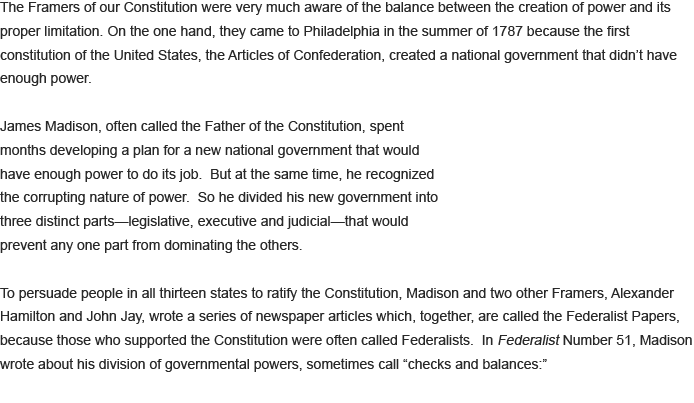 The Framers of our Constitution were very much aware of the balance between the creation of power and its
proper limitation. On the one hand, they came to Philadelphia in the summer of 1787 because the first
constitution of the United States, the Articles of Confederation, created a national government that didn’t have
enough power.
James Madison, often called the Father of the Constitution, spent
months developing a plan for a new national government that would
have enough power to do its job.  But at the same time, he recognized
the corrupting nature of power.  So he divided his new government into
three distinct parts—legislative, executive and judicial—that would
prevent any one part from dominating the others.
To persuade people in all thirteen states to ratify the Constitution, Madison and two other Framers, Alexander
Hamilton and John Jay, wrote a series of newspaper articles which, together, are called the Federalist Papers,
because those who supported the Constitution were often called Federalists.  In Federalist Number 51, Madison
wrote about his division of governmental powers, sometimes call “checks and balances:”